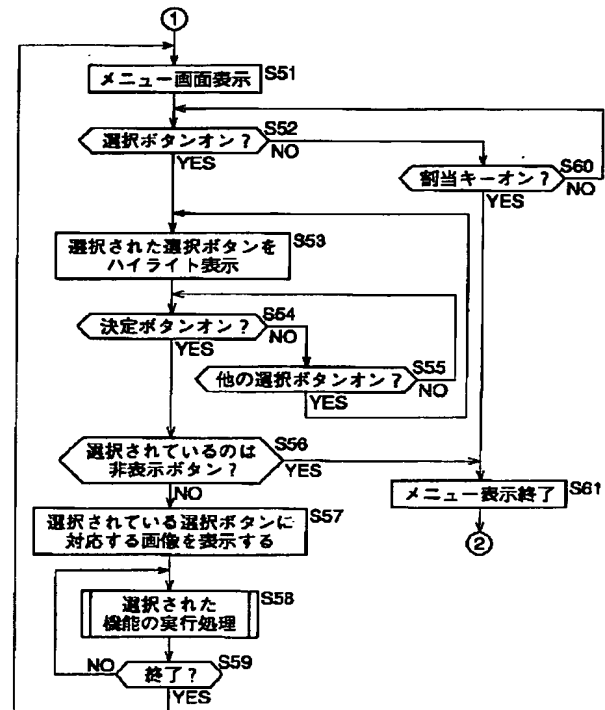 ①
メニュー画面表示 S51
選択ボタンオン？ S52
YES
NO
割当キーオン？ S60
YES
NO
選択された選択ボタンを
ハイライト表示
S53
決定ボタンオン？ S54
YES
NO
他の選択ボタンオン？ S55
YES
NO
選択されているのは
非表示ボタン？
S56
YES
NO
メニュー表示終了 S61
②
選択されている選択ボタンに
対応する画像を表示する
S57
選択された
機能の実行処理
S58
終了？ S59
NO
YES